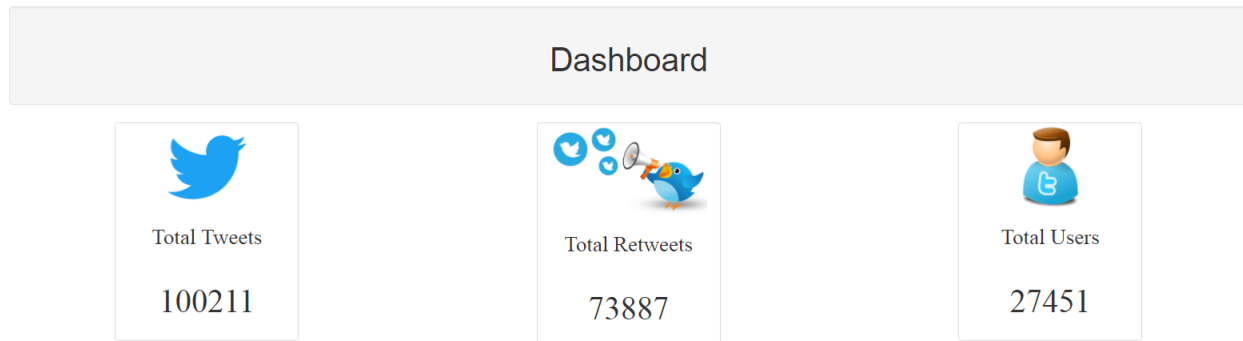 Dashboard
Total Tweets
100211
Total Retweets
73887
Total Users
27451